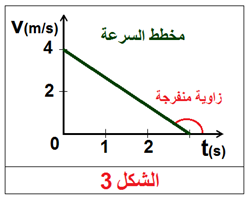 V(m/s)
مخطط السرعة
4
زاوية منفرجة
2
0 1 2 t(s)
الشكل 3